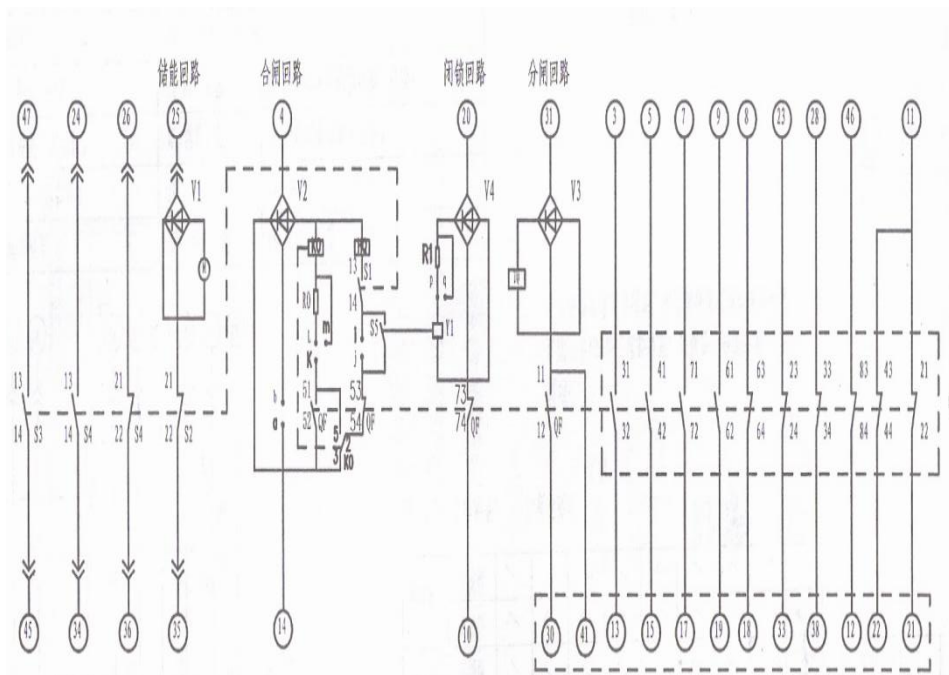 储能回路 合闸回路 闭锁回路 分闸回路
47 24 26 25 4 20 31 3 5 7 9 8 23 28 46 11
V1 V2 V4 V3
M
R1
13 S1
p q
R0
14
S5 Y1
l m
K j
13 13 21 21 b 51 53 73 11 31 41 71 61 63 23 33 83 43 21
a
14 S3 14 S4 22 S4 22 S2 52 QF 54 QF 74 QF 12 QF 32 42 72 62 64 24 34 84 44 22
5 2
3 K0
45 34 36 35 14 10 30 41 13 15 17 19 18 33 38 12 22 21